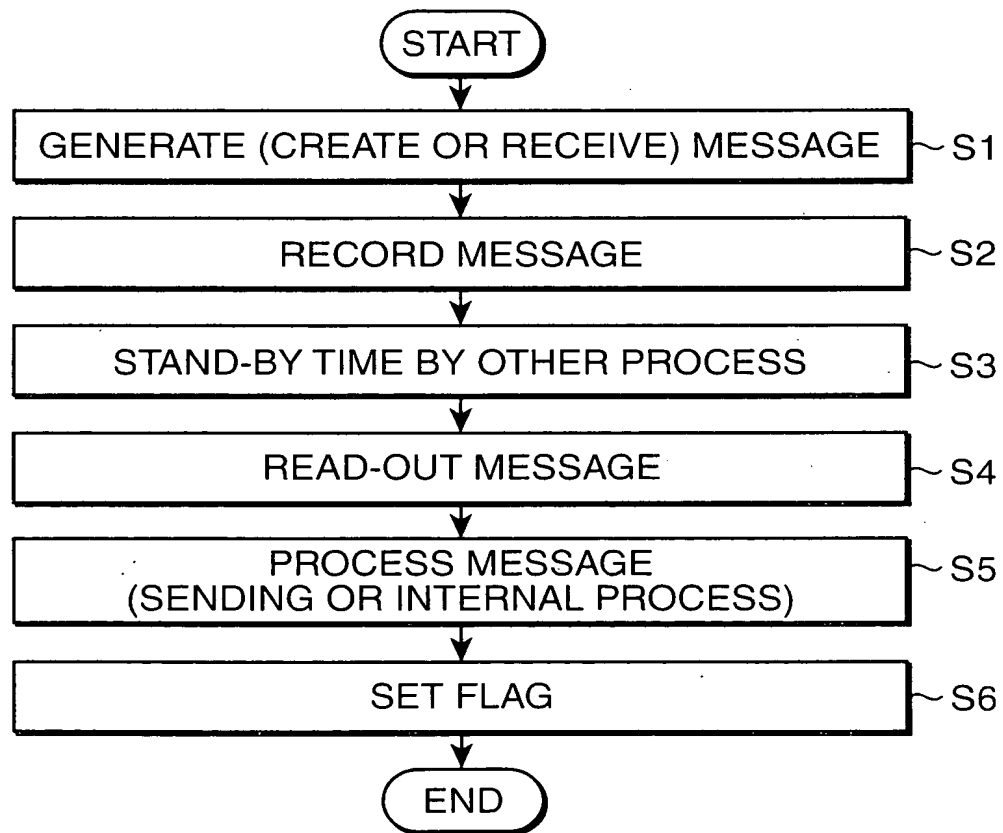 START
GENERATE (CREATE OR RECEIVE) MESSAGE
S1
RECORD MESSAGE
S2
STAND-BY TIME BY OTHER PROCESS
S3
READ-OUT MESSAGE
S4
PROCESS MESSAGE
(SENDING OR INTERNAL PROCESS)
S5
SET FLAG
S6
END